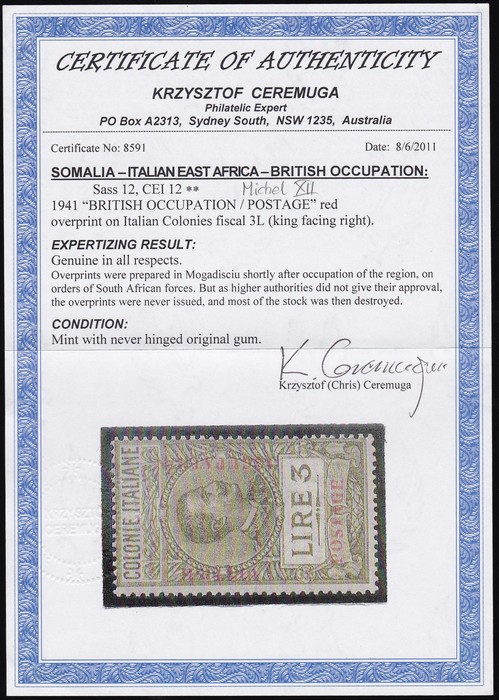 CERTIFICATE OF AUTHENTICITY
KRZYSZTOF CEREMUGA
Philatelic Expert
PO Box A2313, Sydney South, NSW 1235, Australia
Certificate No: 8591 Date: 8/6/2011
SOMALIA – ITALIAN EAST AFRICA – BRITISH OCCUPATION:
Sass 12, CEI 12 ** Michel XII
1941 “BRITISH OCCUPATION / POSTAGE” red
overprint on Italian Colonies fiscal 3L (king facing right).
EXPERTIZING RESULT:
Genuine in all respects.
Overprints were prepared in Mogadisciu shortly after occupation of the region, on
orders of South African forces. But as higher authorities did not give their approval,
the overprints were never issued, and most of the stock was then destroyed.
CONDITION:
Mint with never hinged original gum.
K. Ceremuga
Krzysztof (Chris) Ceremuga
COLONIE ITALIANE
LIRE 3
POSTAGE